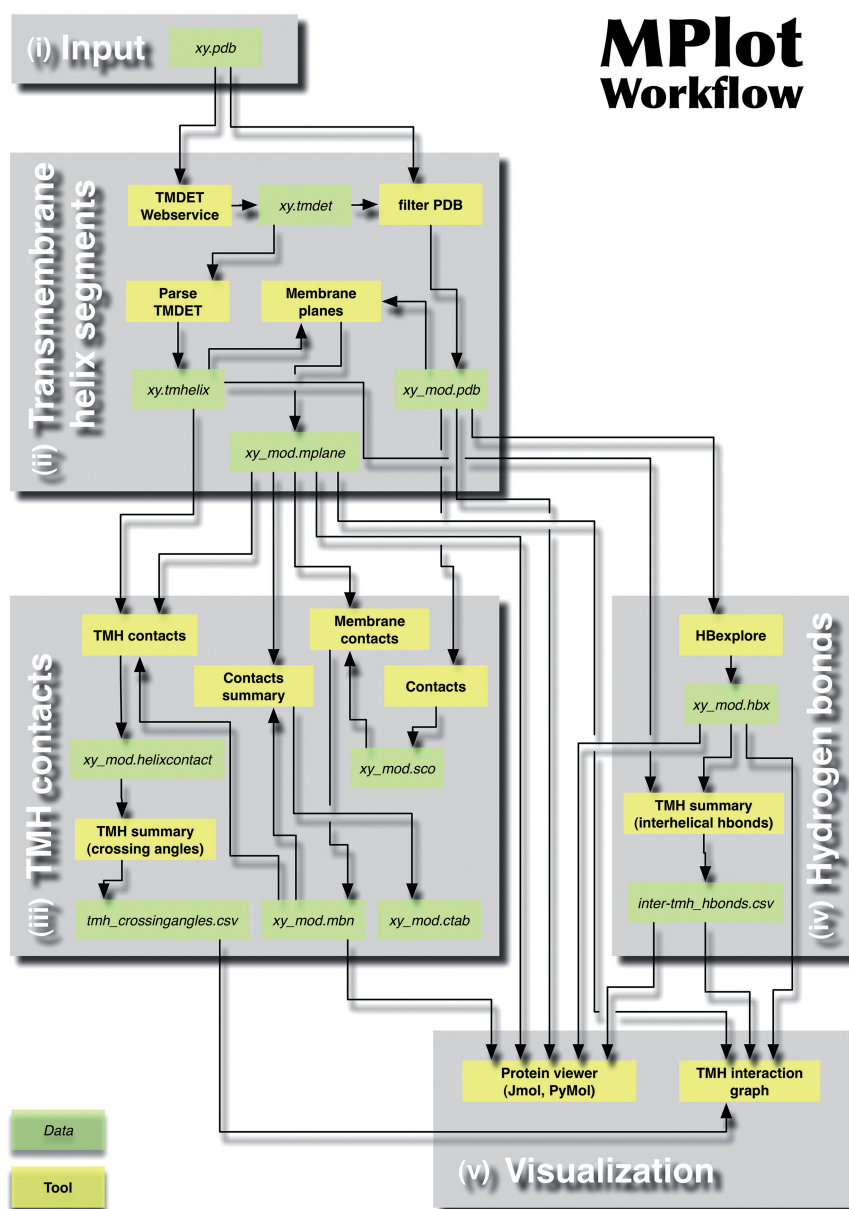 MPlot
Workflow
(i) Input
xy.pdb
(ii) Transmembrane
helix segments
TMDET
Webservice
xy.tmdet
filter PDB
Parse
TMDET
Membrane
planes
xy.tmhelix
xy_mod.pdb
xy_mod.mplane
(iii) TMH contacts
TMH contacts
Membrane
contacts
Contacts
summary
Contacts
xy_mod.helixcontact
xy_mod.sco
TMH summary
(crossing angles)
tmh_crossingangles.csv
xy_mod.mbn
xy_mod.ctab
(iv) Hydrogen bonds
HBexplore
xy_mod.hbx
TMH summary
(interhelical hbonds)
inter-tmh_hbonds.csv
Protein viewer
(Jmol, PyMol)
TMH interaction
graph
(v) Visualization
Data
Tool